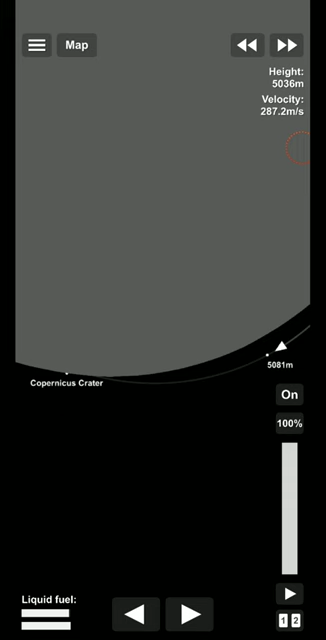 Map
Height:
5036m
Velocity:
287.2m/s
5081m
Copernicus Crater
On
100%
Liquid fuel:
1 2